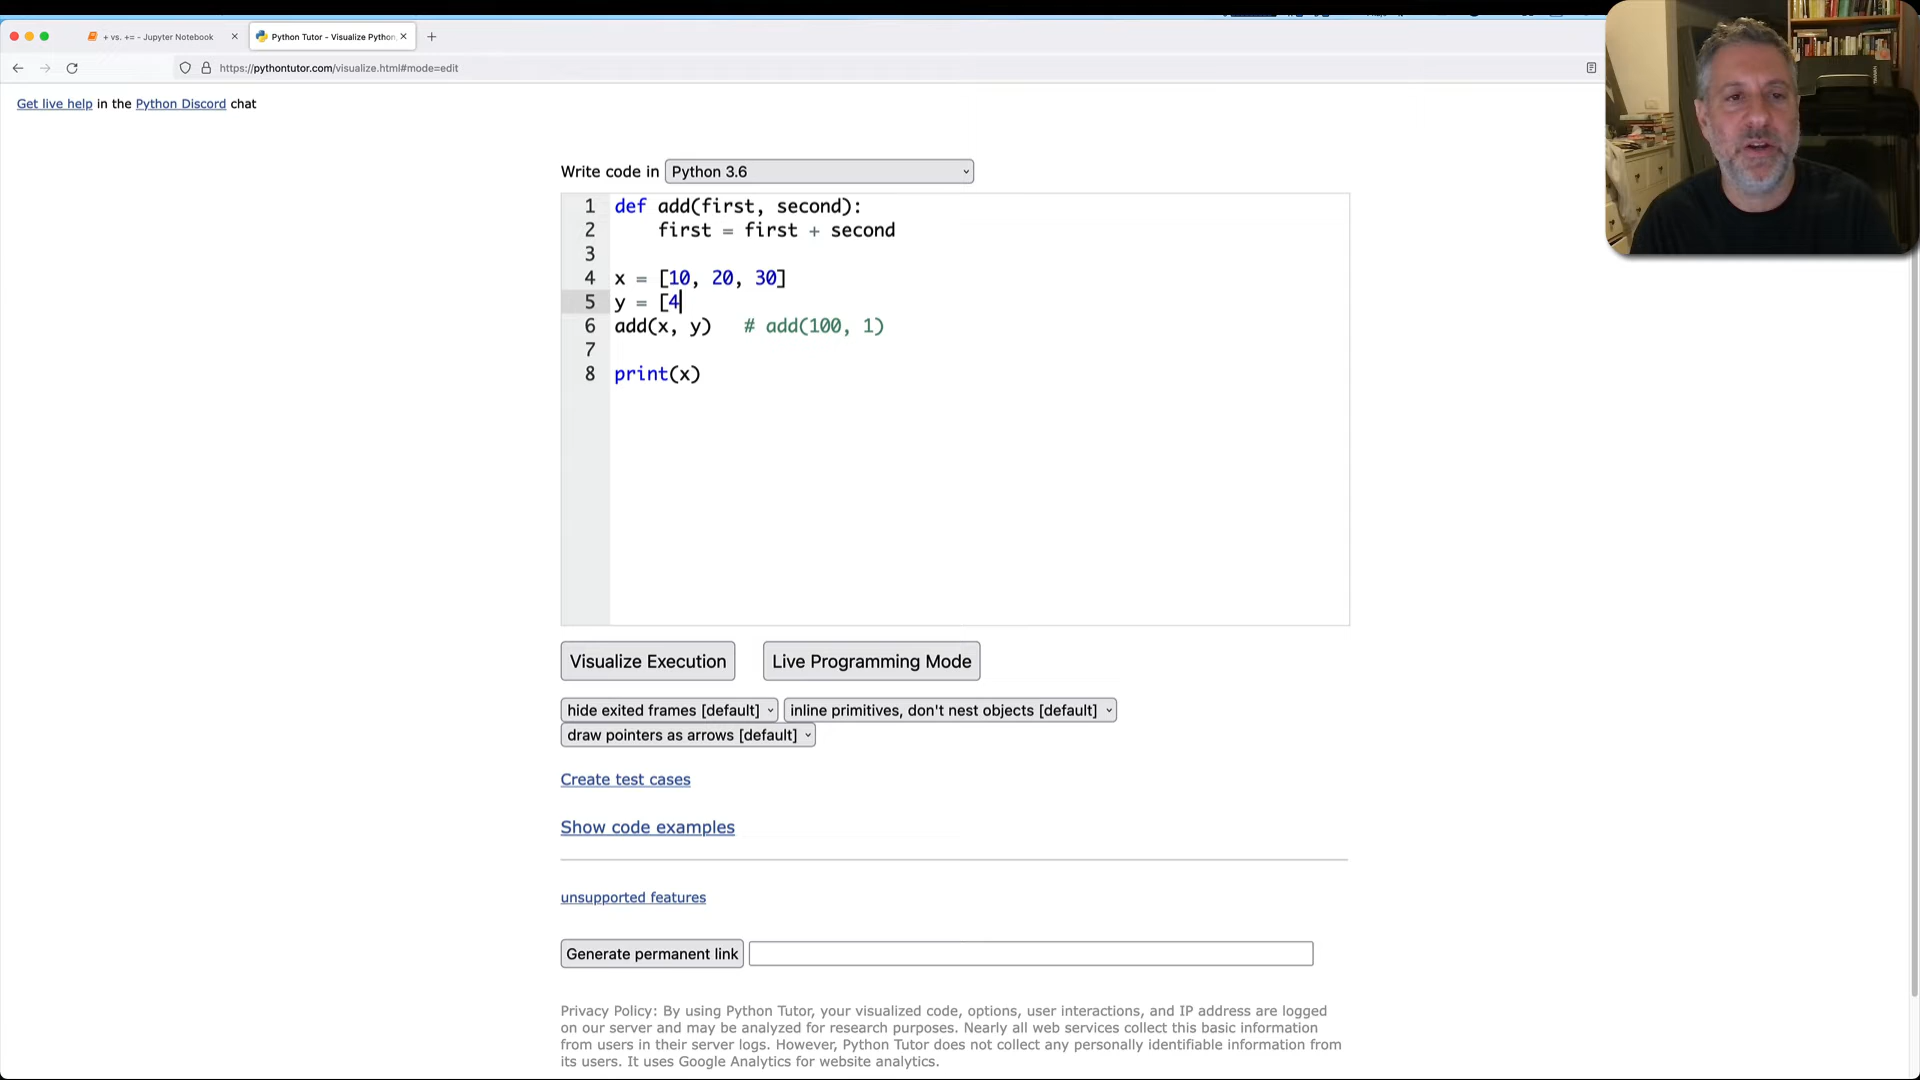 + vs. += - Jupyter Notebook
Python Tutor - Visualize Python
https://pythontutor.com/visualize.html#mode=edit
Get live help in the Python Discord chat
Write code in Python 3.6
1 def add(first, second):
2     first = first + second
3
4 x = [10, 20, 30]
5 y = [4
6 add(x, y)   # add(100, 1)
7
8 print(x)
Visualize Execution
Live Programming Mode
hide exited frames [default]
inline primitives, don't nest objects [default]
draw pointers as arrows [default]
Create test cases
Show code examples
unsupported features
Generate permanent link
Privacy Policy: By using Python Tutor, your visualized code, options, user interactions, and IP address are logged
on our server and may be analyzed for research purposes. Nearly all web services collect this basic information
from users in their server logs. However, Python Tutor does not collect any personally identifiable information from
its users. It uses Google Analytics for website analytics.